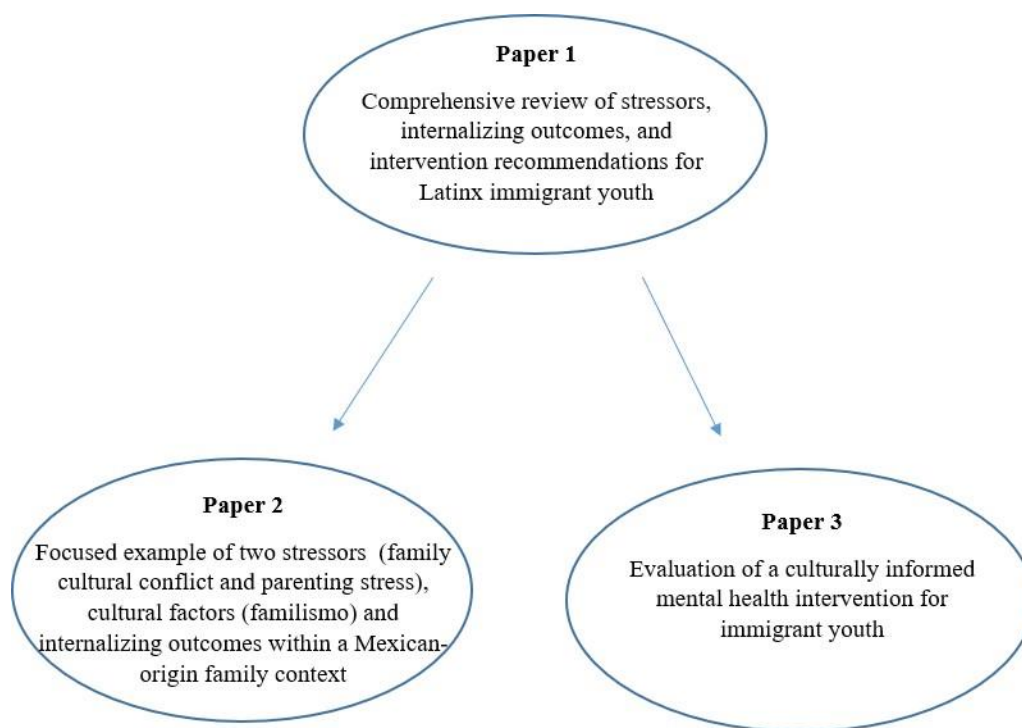 Paper 1
Comprehensive review of stressors,
internalizing outcomes, and
intervention recommendations for
Latinx immigrant youth
Paper 2
Focused example of two stressors (family
cultural conflict and parenting stress),
cultural factors (familismo) and
internalizing outcomes within a Mexican-
origin family context
Paper 3
Evaluation of a culturally informed
mental health intervention for
immigrant youth